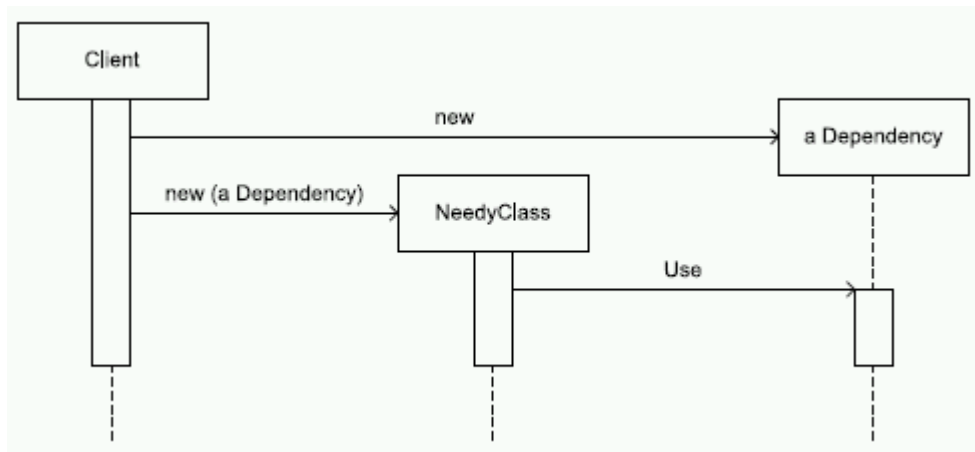 Client
new
a Dependency
new (a Dependency)
NeedyClass
Use